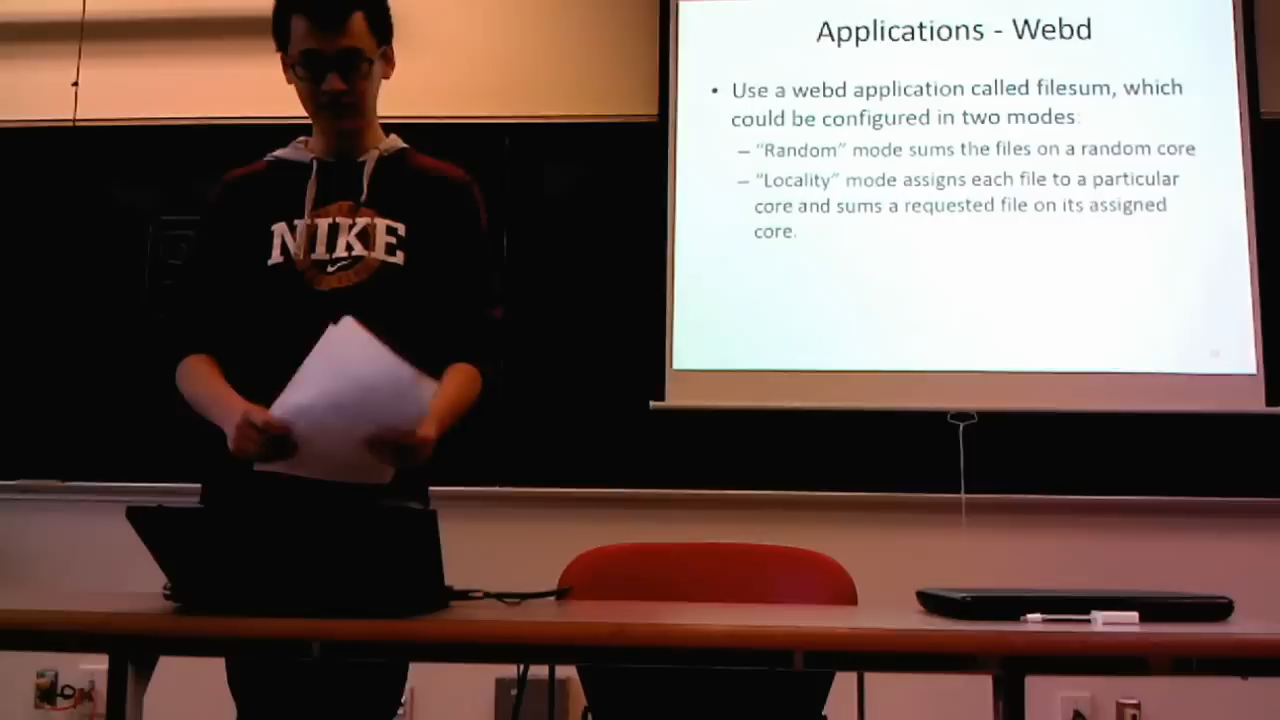 Applications - Webd
• Use a webd application called filesum, which
could be configured in two modes:
– “Random” mode sums the files on a random core
– “Locality” mode assigns each file to a particular
core and sums a requested file on its assigned
core.
NIKE